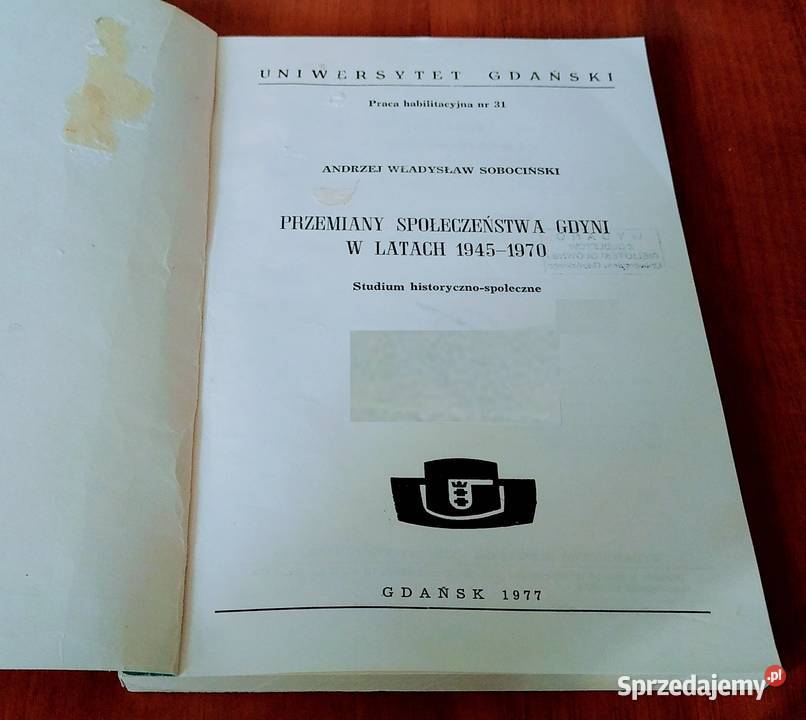 UNIWERSYTET GDAŃSKI
Praca habilitacyjna nr 31
ANDRZEJ WŁADYSŁAW SOBOCIŃSKI
PRZEMIANY SPOŁECZEŃSTWA GDYNI
W LATACH 1945-1970
Studium historyczno-społeczne
GDAŃSK 1977
Sprzedajemy.pl